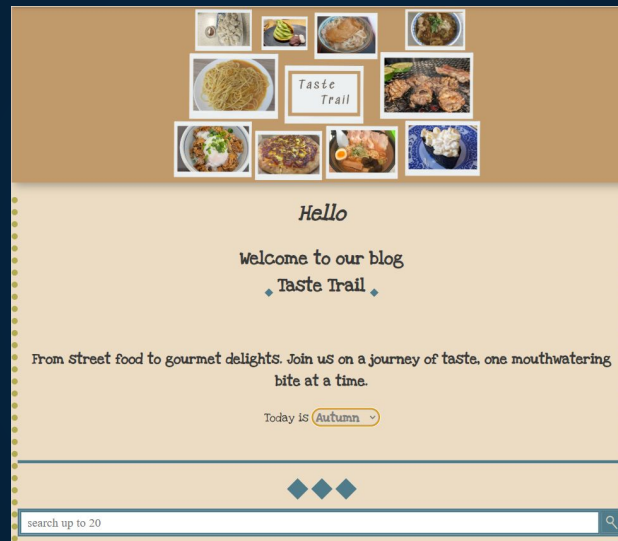 Taste
Trail
Hello
Welcome to our blog
Taste Trail
From street food to gourmet delights. Join us on a journey of taste, one mouthwatering
bite at a time.
Today is Autumn
search up to 20